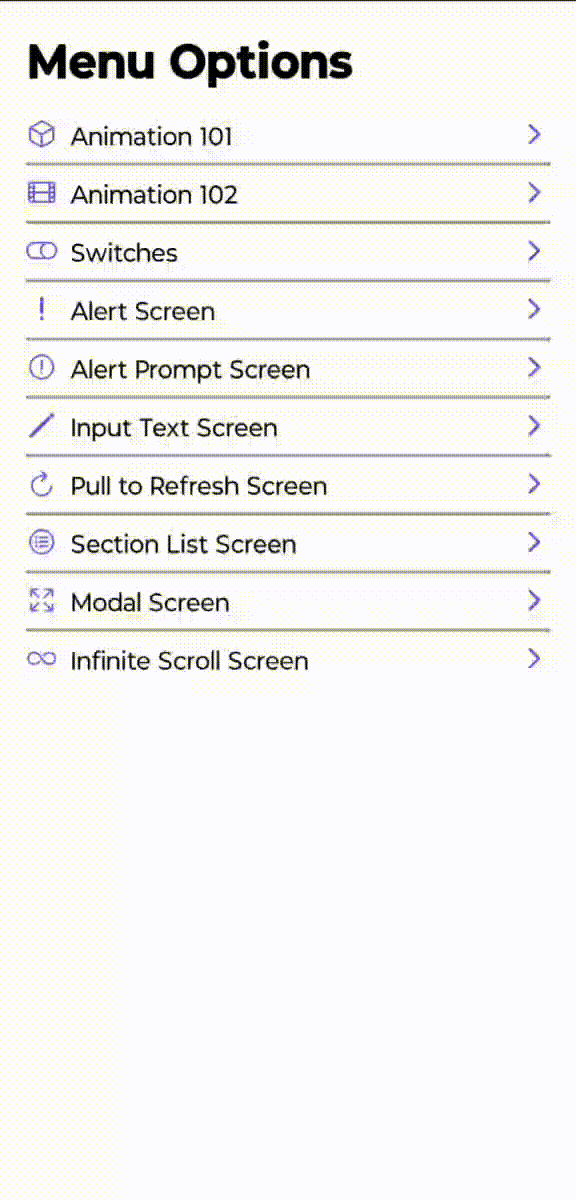 Menu Options
Animation 101
Animation 102
Switches
Alert Screen
Alert Prompt Screen
Input Text Screen
Pull to Refresh Screen
Section List Screen
Modal Screen
Infinite Scroll Screen